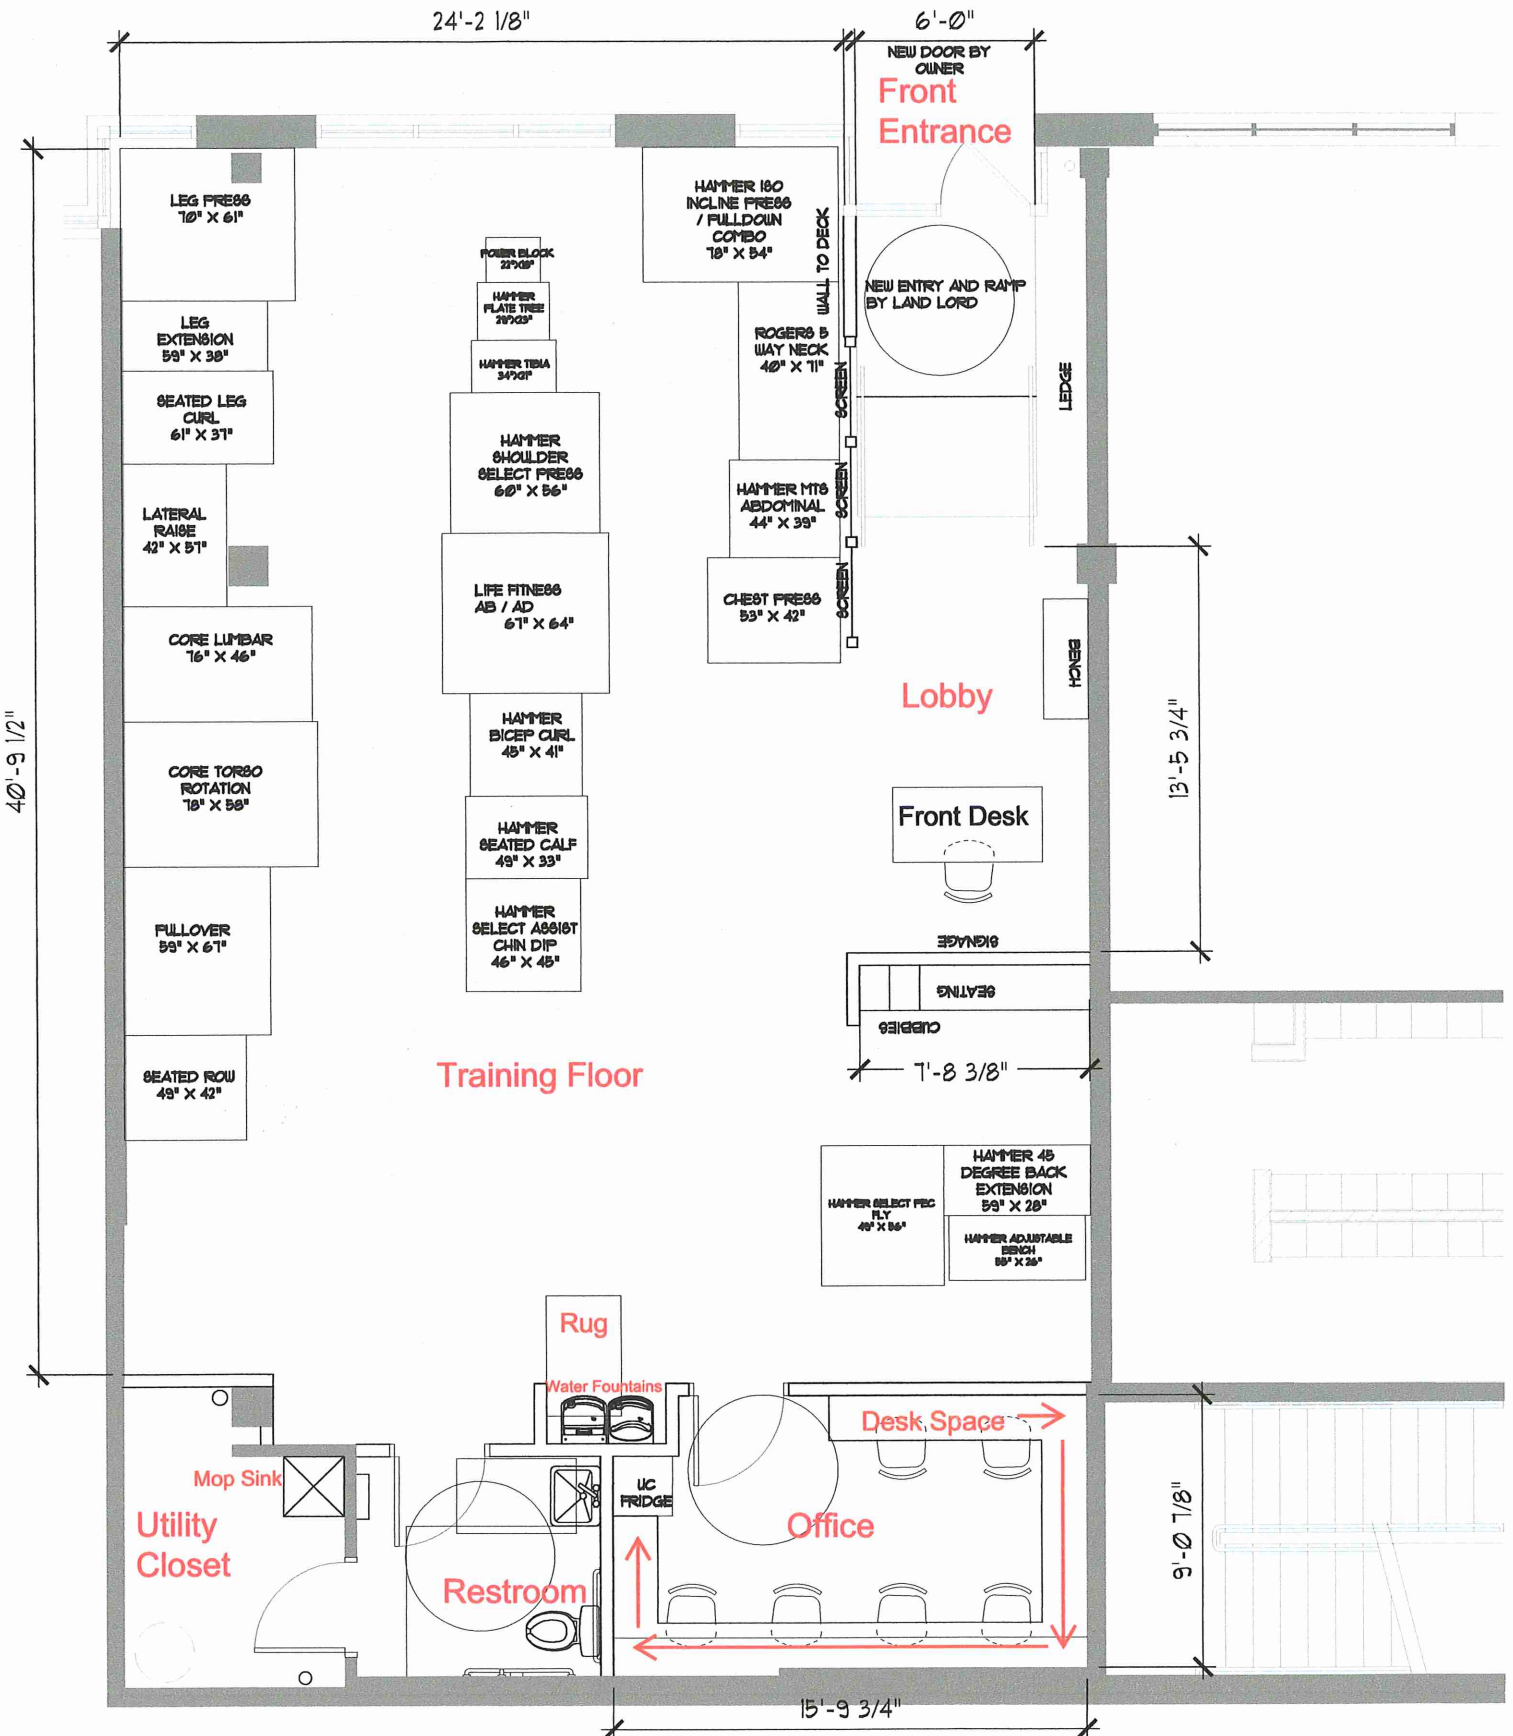 24'-2 1/8"
6'-0"
NEW DOOR BY
OWNER
Front
Entrance
LEG PRESS
70" X 61"
HAMMER ISO
INCLINE PRESS
/ PULLDOWN
COMBO
78" X 54"
WALL TO DECK
POWER BLOCK
HAMMER
PLATE TREE
HAMMER TIBIA
34"X21"
NEW ENTRY AND RAMP
BY LAND LORD
LEG
EXTENSION
59" X 38"
ROGERS 5
WAY NECK
40" X 71"
SCREEN
LEDGE
SEATED LEG
CURL
61" X 37"
HAMMER
SHOULDER
SELECT PRESS
60" X 56"
HAMMER MTS
ABDOMINAL
44" X 39"
SCREEN
LATERAL
RAISE
42" X 57"
LIFE FITNESS
AB / AD
67" X 64"
CHEST PRESS
53" X 42"
SCREEN
CORE LUMBAR
76" X 46"
BENCH
Lobby
40'-9 1/2"
13'-5 3/4"
HAMMER
BICEP CURL
45" X 41"
CORE TORSO
ROTATION
78" X 58"
Front Desk
HAMMER
SEATED CALF
49" X 33"
PULLOVER
59" X 67"
HAMMER
SELECT ASSIST
CHIN DIP
46" X 45"
SIGNAGE
SEATING
CUBBIES
7'-8 3/8"
Training Floor
SEATED ROW
49" X 42"
HAMMER 45
DEGREE BACK
EXTENSION
59" X 28"
HAMMER SELECT PEC
FLY
49" X 56"
HAMMER ADJUSTABLE
BENCH
55" X 26"
Rug
Water Fountains
Desk Space
Mop Sink
UC
FRIDGE
Utility
Closet
Office
Restroom
9'-0 7/8"
15'-9 3/4"